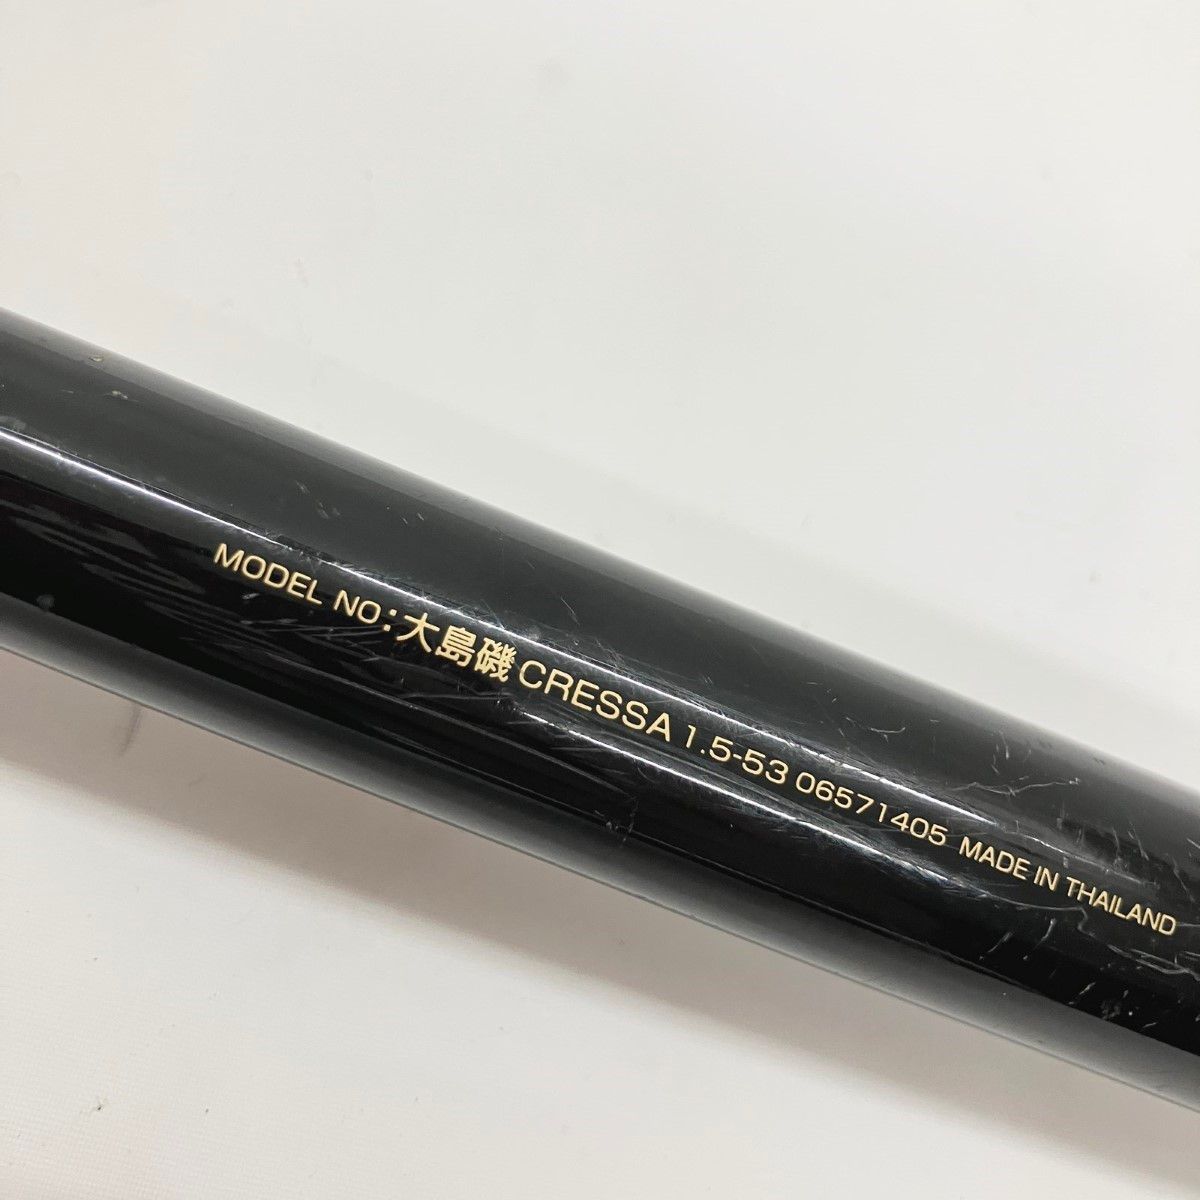 MODEL NO:大島磯 CRESSA 1.5-53 06571405 MADE IN THAILAND